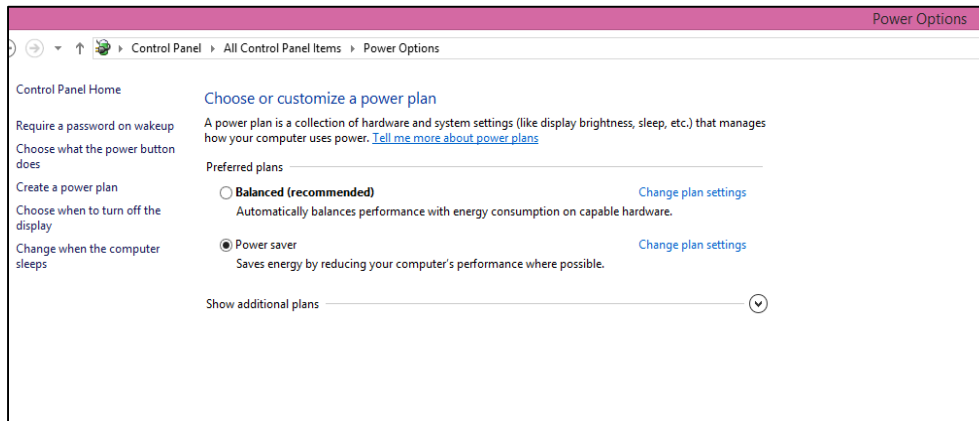 Power Options
Control Panel All Control Panel Items Power Options
Control Panel Home
Require a password on wakeup
Choose what the power button
does
Create a power plan
Choose when to turn off the
display
Change when the computer
sleeps
Choose or customize a power plan
A power plan is a collection of hardware and system settings (like display brightness, sleep, etc.) that manages
how your computer uses power. Tell me more about power plans
Preferred plans
Balanced (recommended) Change plan settings
Automatically balances performance with energy consumption on capable hardware.
Power saver Change plan settings
Saves energy by reducing your computer's performance where possible.
Show additional plans